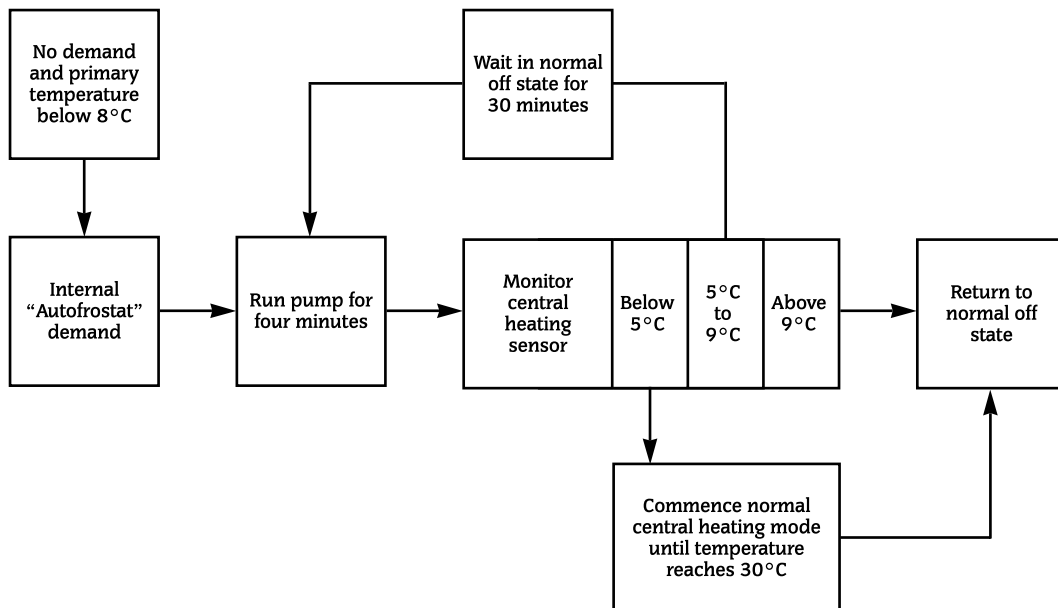 No demand
and primary
temperature
below 8°C
Wait in normal
off state for
30 minutes
Internal
“Autofrostat”
demand
Run pump for
four minutes
Monitor
central
heating
sensor
Below
5°C
5°C
to
9°C
Above
9°C
Return to
normal off
state
Commence normal
central heating mode
until temperature
reaches 30°C